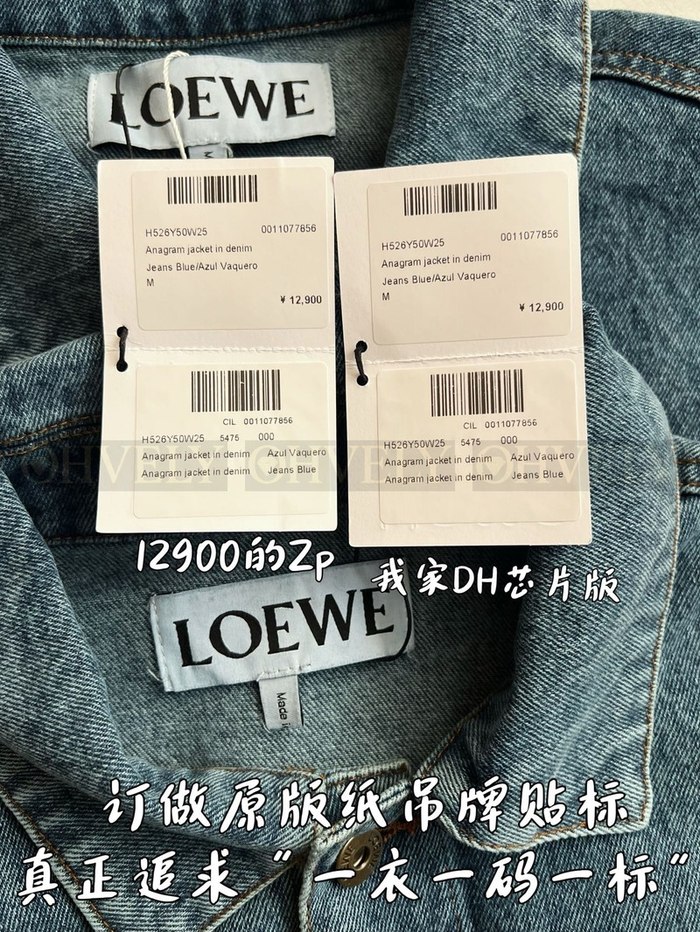 LOEWE
M
H526Y50W25 0011077856
Anagram jacket in denim
Jeans Blue/Azul Vaquero
M
¥ 12,900
CIL 0011077856
H526Y50W25 5475 000
Anagram jacket in denim Azul Vaquero
Anagram jacket in denim Jeans Blue
H526Y50W25 0011077856
Anagram jacket in denim
Jeans Blue/Azul Vaquero
M
¥ 12,900
CIL 0011077856
H526Y50W25 5475 000
Anagram jacket in denim Azul Vaquero
Anagram jacket in denim Jeans Blue
12900的Zp
我家DH芯片版
LOEWE
Made
订做原版纸吊牌贴标
真正追求"一衣一码一标"